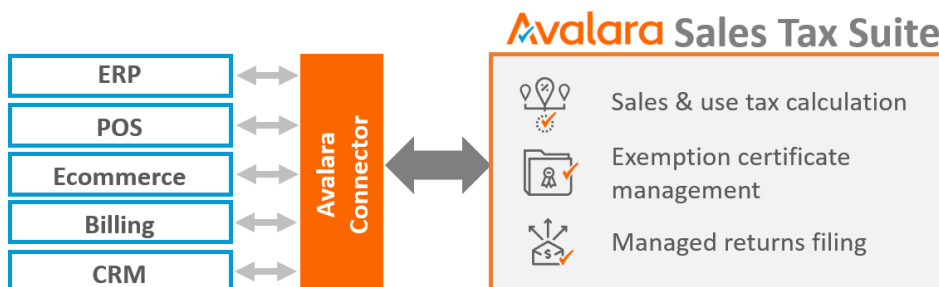 Avalara Sales Tax Suite
ERP
POS
Ecommerce
Billing
CRM
Avalara
Connector
Sales & use tax calculation
Exemption certificate
management
Managed returns filing